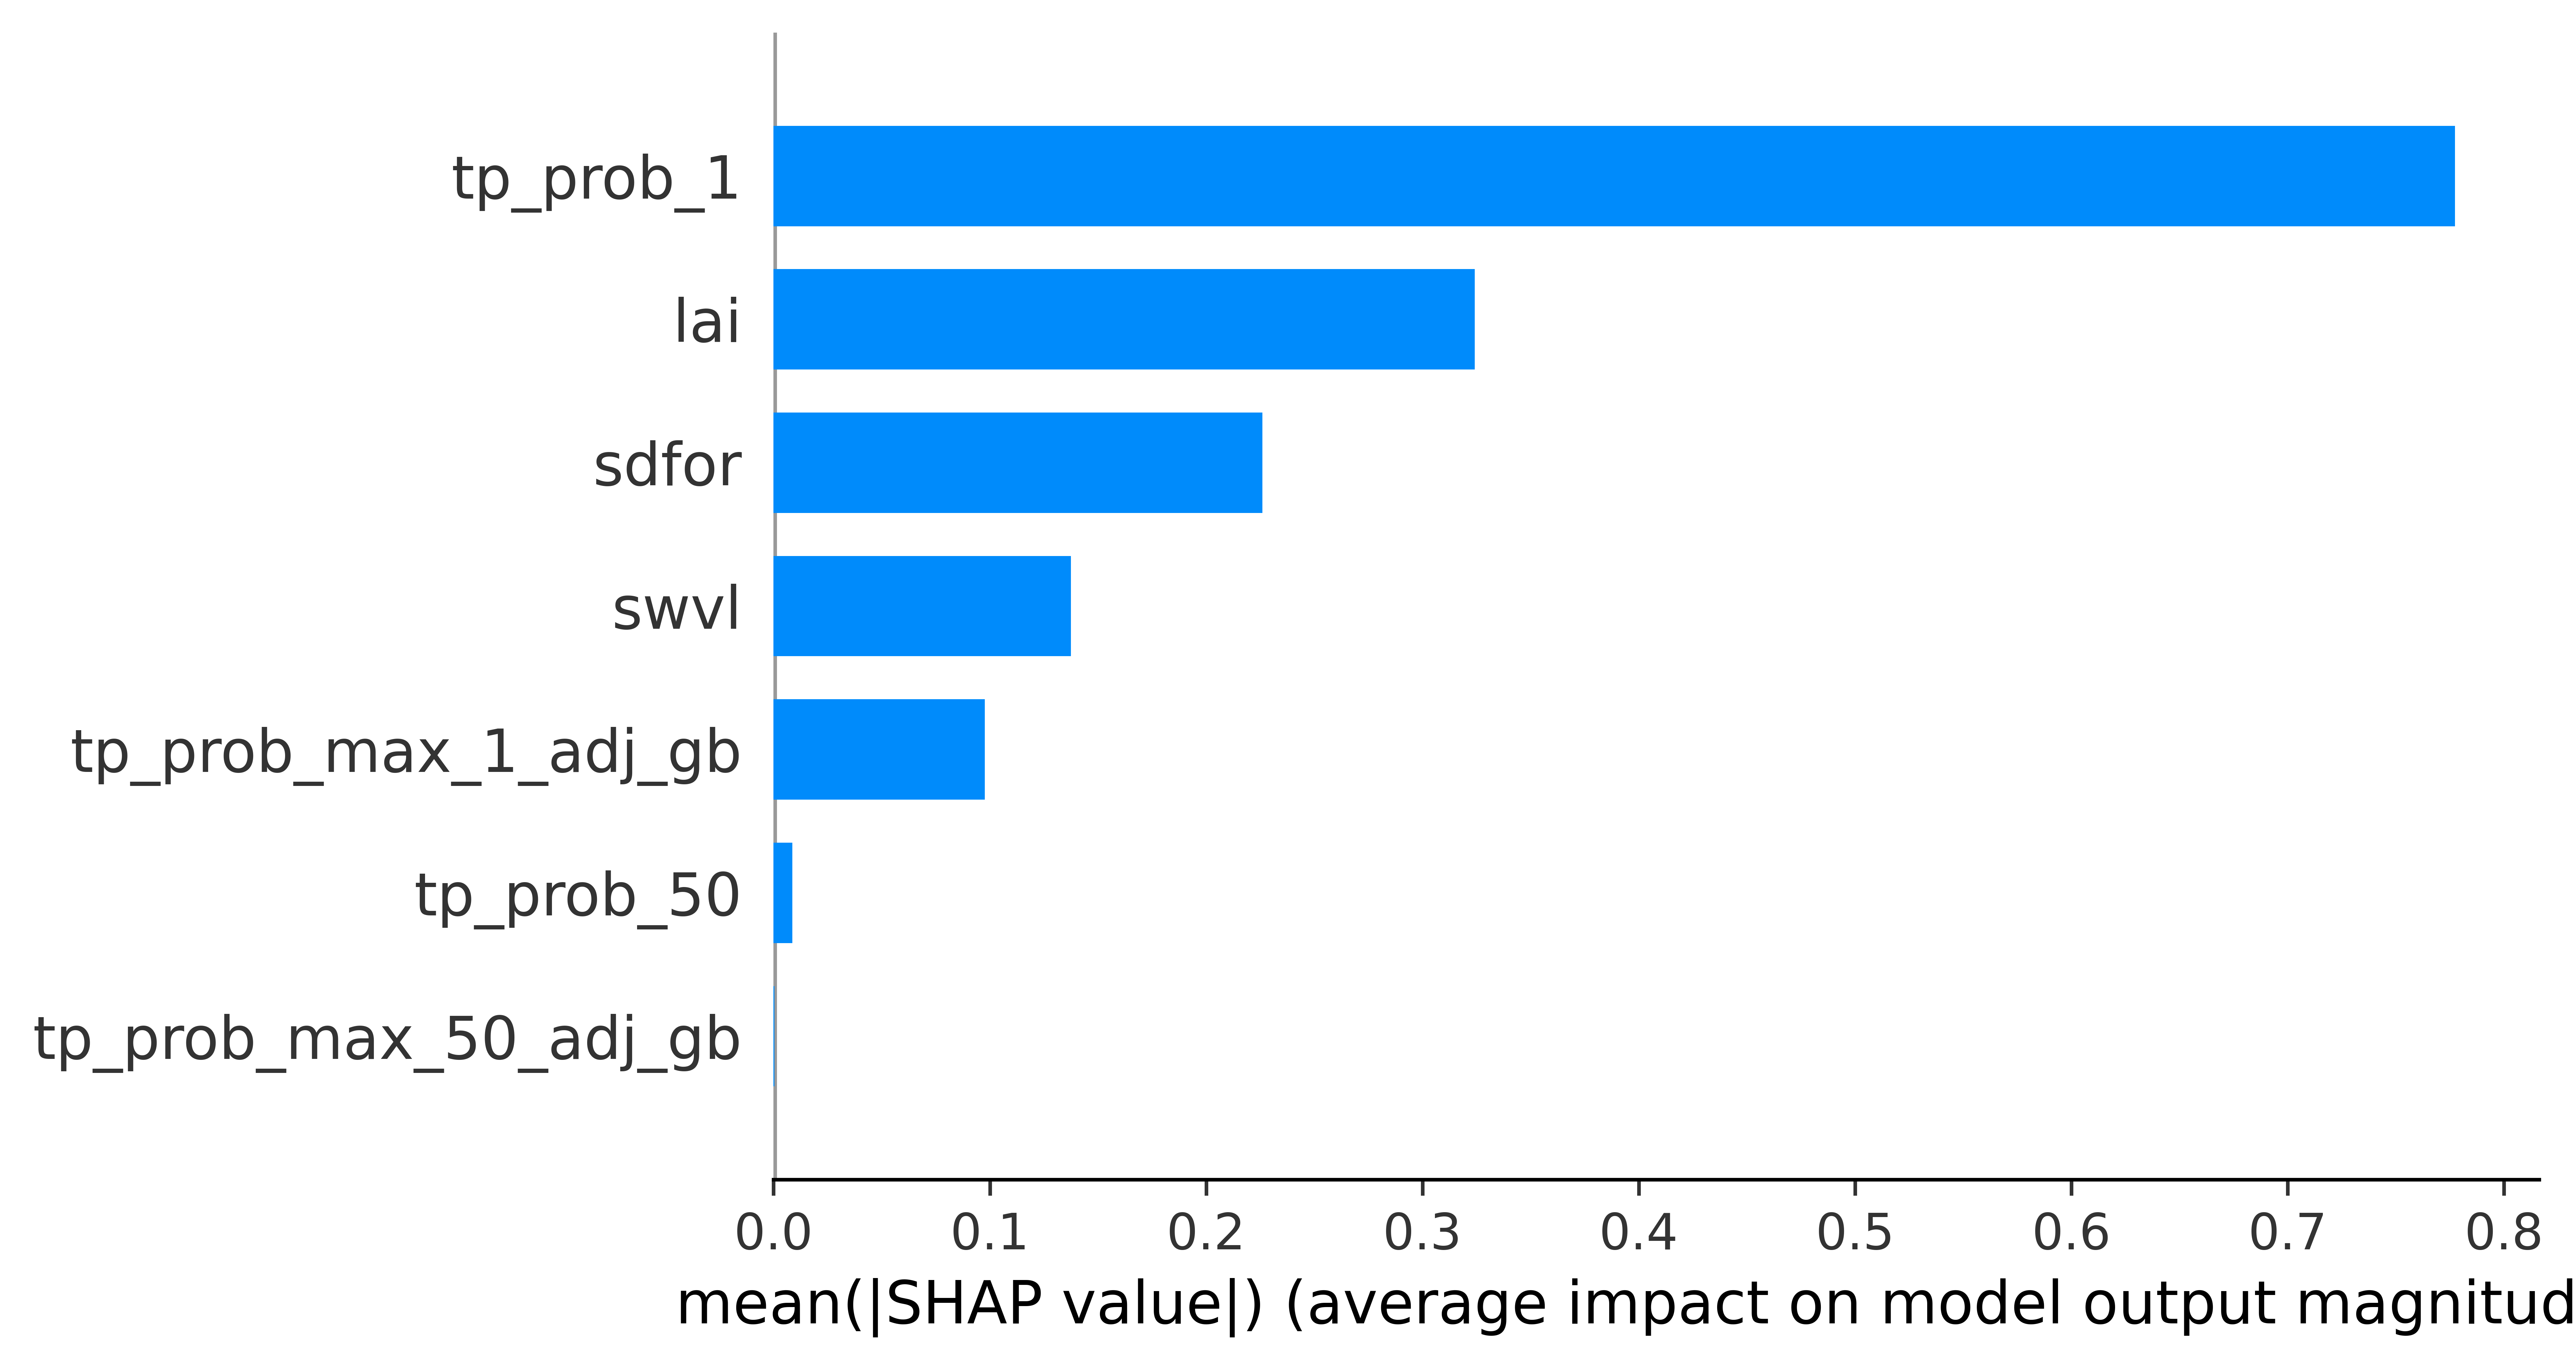 tp_prob_1
lai
sdfor
swvl
tp_prob_max_1_adj_gb
tp_prob_50
tp_prob_max_50_adj_gb
0.0 0.1 0.2 0.3 0.4 0.5 0.6 0.7 0.8
mean(|SHAP value|) (average impact on model output magnitud